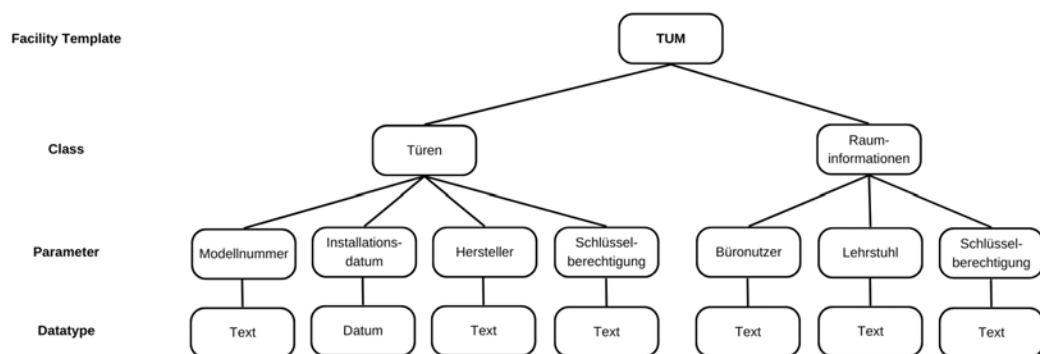 Facility Template
TUM
Class
Türen
Raum-
informationen
Parameter
Modellnummer
Installations-
datum
Hersteller
Schlüssel-
berechtigung
Büronutzer
Lehrstuhl
Schlüssel-
berechtigung
Datatype
Text
Datum
Text
Text
Text
Text
Text